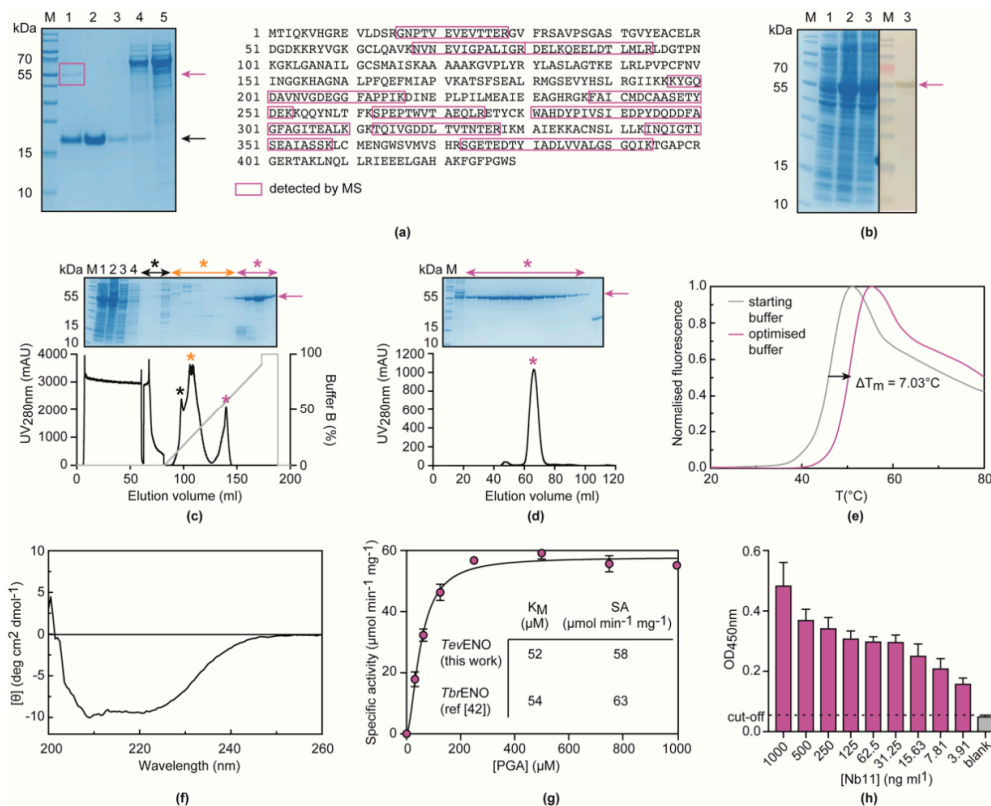 M 1 2 3 4 5
kDa
70
55
15
10
1 MTIQKVHGRE VLDSRGNPTV EVEVTTERGV FRSAVPSGAS TGVYEACELR
51 DGDKKRYVGK GCLQAVKNVN EVIGPALIGR DELKQEELDT LMLRLDGTPN
101 KGKLGANAIL GCSMAISKAA AAAKGVPLYR YLASLAGTKE LRLPVPCFNV
151 INGGKHAGNA LPFQEFMIAP VKATSFSEAL RMGSEVYHSL RGIIKKKYGQ
201 DAVNVGDEGG FAPPIKDINE PLPILMEAIE EAGHRGKFAI CMDCAASETY
251 DEKKQQYNLT FKSPEPTWVT AEQLRETYCK WAHDYPIVSI EDPYDQDDFA
301 GFAGITEALK GKTQIVGDDL TVTNTERIKM AIEKKACNSL LLKINQIGTI
351 SEAIASSKLC MENGWSVMVS HRSGETEDTY IADLVVALGS GQIKTGAPCR
401 GERTAKLNQL LRIEEELGAH AKFGFPGWS
detected by MS
(a)
M 1 2 3 M 3
kDa
70
55
15
10
(b)
kDa M 1 2 3 4 * * *
55
15
10
4000
3000
2000
1000
0
UV280nm (mAU)
* * *
100
50
0
Buffer B (%)
0 50 100 150 200
Elution volume (ml)
(c)
kDa M *
55
15
10
1200
1000
800
600
400
200
0
UV280nm (mAU)
*
0 20 40 60 80 100 120
Elution volume (ml)
(d)
1.0
0.8
0.6
0.4
0.2
0
Normalised fluorescence
starting
buffer
optimised
buffer
ΔTm = 7.03°C
20 40 60 80
T(°C)
(e)
10
5
0
-5
-10
[θ] (deg cm2 dmol-1)
200 220 240 260
Wavelength (nm)
(f)
60
40
20
0
Specific activity (µmol min-1 mg-1)
KM SA
(µM) (µmol min-1 mg-1)
TevENO
(this work) 52 58
TbrENO
(ref [42]) 54 63
0 200 400 600 800 1000
[PGA] (µM)
(g)
0.6
0.4
0.2
cut-off
0
OD450nm
1000 500 250 125 62.5 31.25 15.63 7.81 3.91 blank
[Nb11] (ng ml1)
(h)